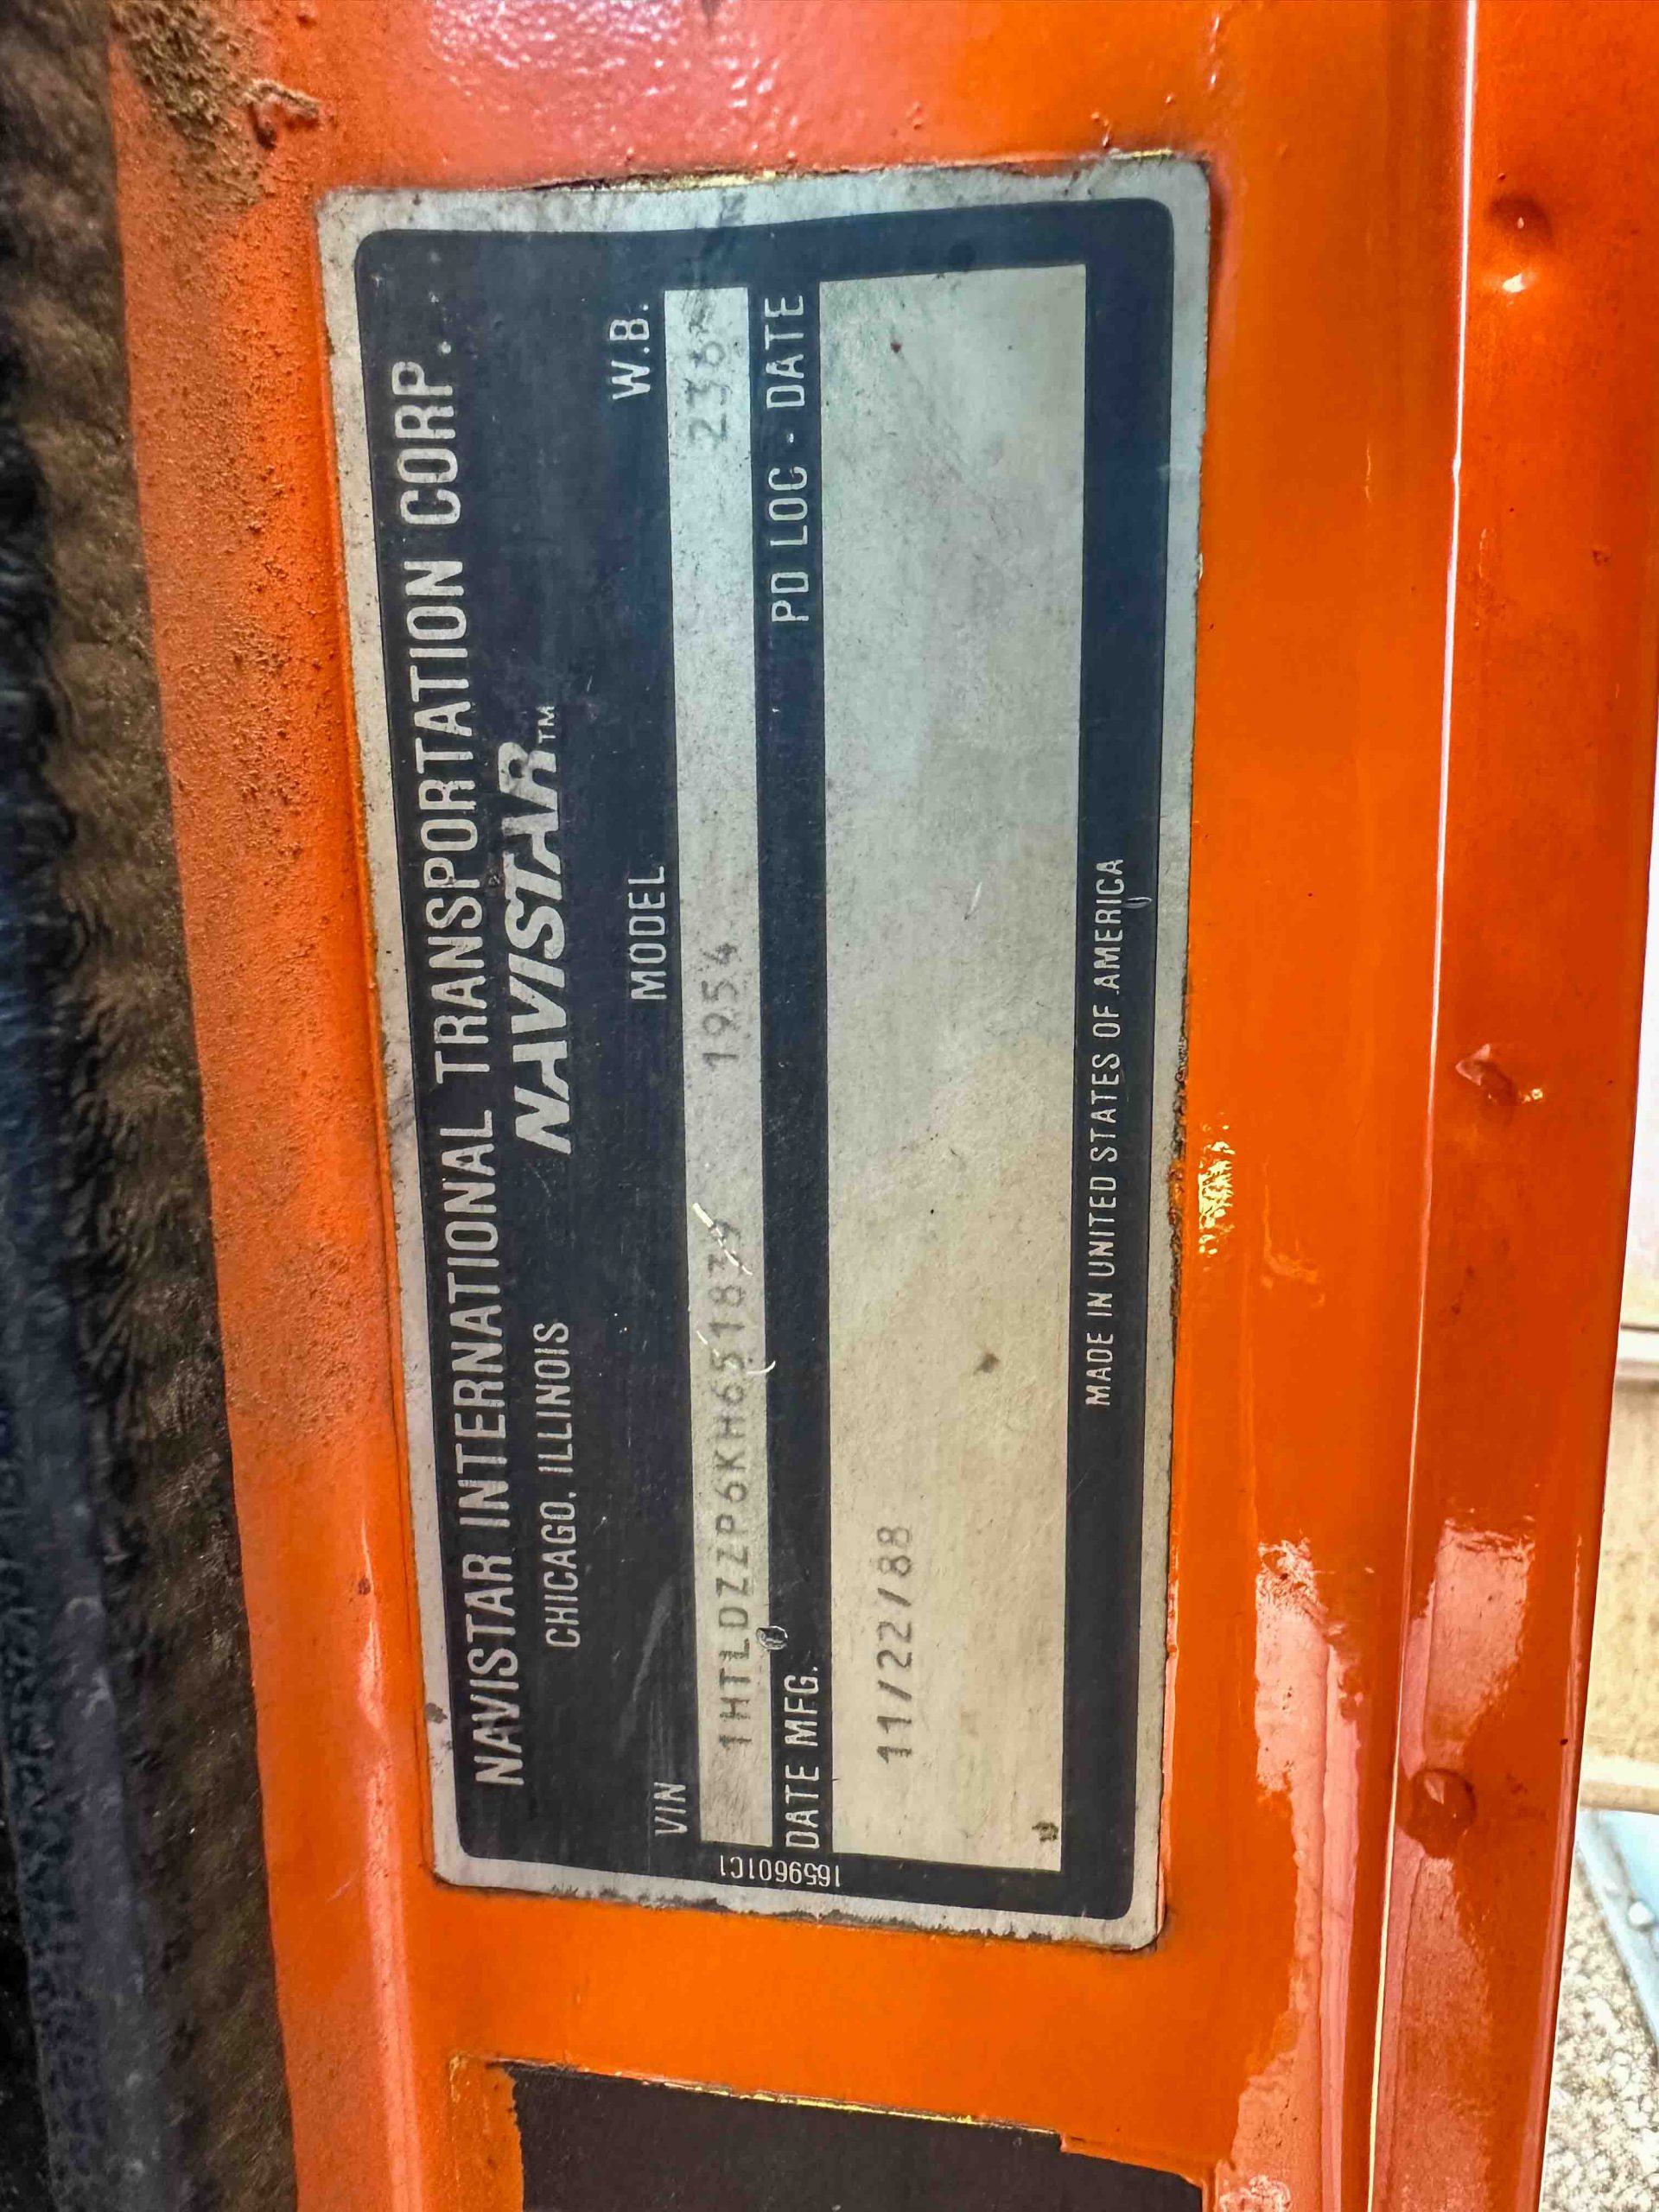 NAVISTAR INTERNATIONAL TRANSPORTATION CORP.
CHICAGO, ILLINOIS NAVISTAR™
VIN MODEL W.B.
1HTLDZZP6KH651839 1954 236
DATE MFG. PD LOC - DATE
11/22/88
MADE IN UNITED STATES OF AMERICA
1659601C1